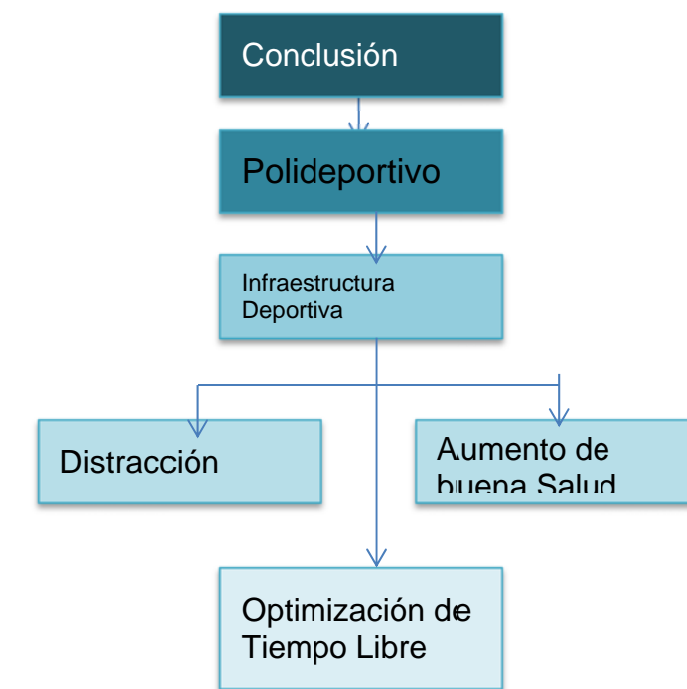 Conclusión
Polideportivo
Infraestructura
Deportiva
Distracción
Aumento de
buena Salud
Optimización de
Tiempo Libre